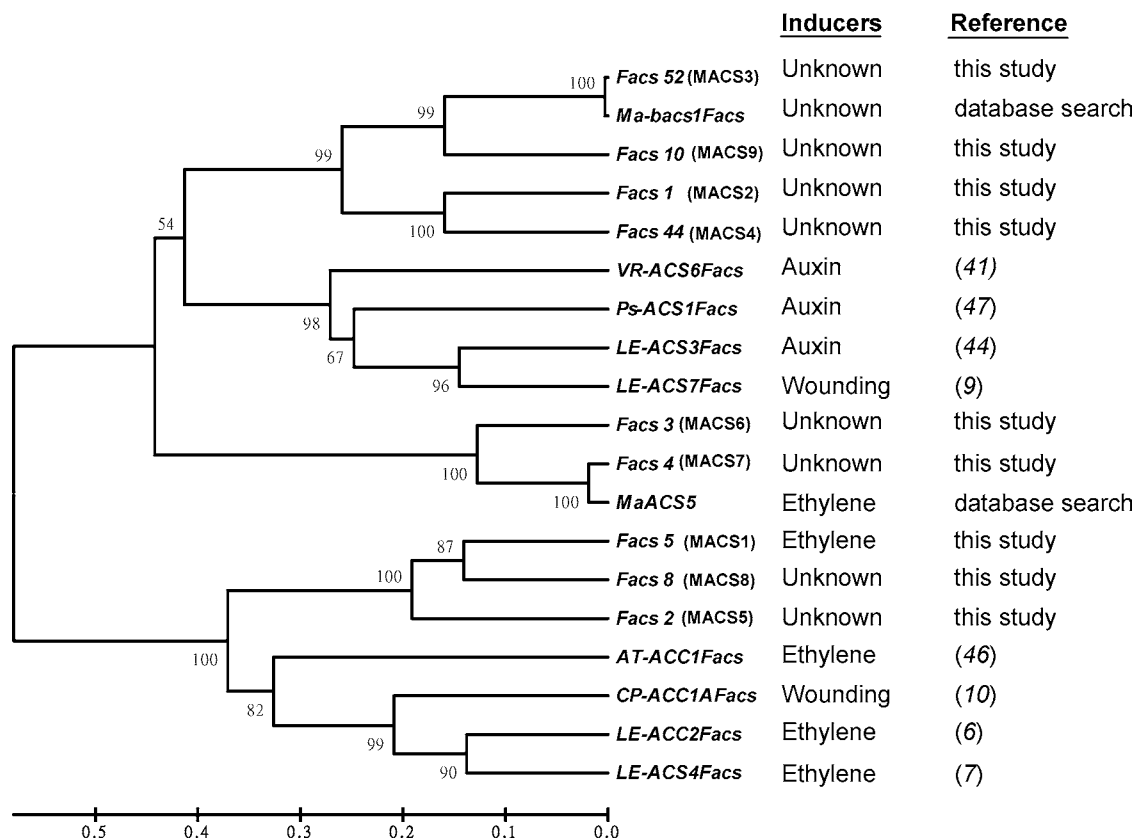 Inducers Reference
100 Facs 52 (MACS3) Unknown this study
Ma-bacs1Facs Unknown database search
99 Facs 10 (MACS9) Unknown this study
99
Facs 1 (MACS2) Unknown this study
100 Facs 44 (MACS4) Unknown this study
54
VR-ACS6Facs Auxin (41)
98 Ps-ACS1Facs Auxin (47)
67 LE-ACS3Facs Auxin (44)
96 LE-ACS7Facs Wounding (9)
Facs 3 (MACS6) Unknown this study
100 Facs 4 (MACS7) Unknown this study
100 MaACS5 Ethylene database search
87 Facs 5 (MACS1) Ethylene this study
100 Facs 8 (MACS8) Unknown this study
Facs 2 (MACS5) Unknown this study
100 AT-ACC1Facs Ethylene (46)
82 CP-ACC1AFacs Wounding (10)
99 LE-ACC2Facs Ethylene (6)
90 LE-ACS4Facs Ethylene (7)
0.5 0.4 0.3 0.2 0.1 0.0